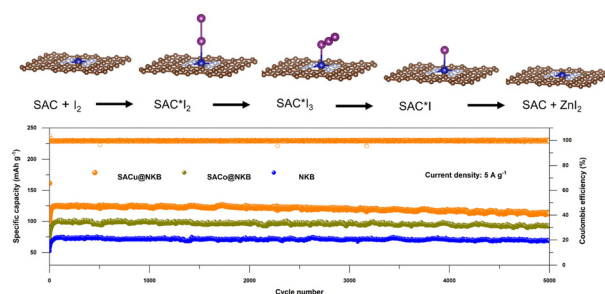 SAC + I2 → SAC*I2 → SAC*I3 → SAC*I → SAC + ZnI2
250
200
150
100
50
Specific capacity (mAh g-1)
SACu@NKB SACo@NKB NKB
Current density: 5 A g-1
100
80
60
40
20
0
Coulombic efficiency (%)
0 1000 2000 3000 4000 5000
Cycle number